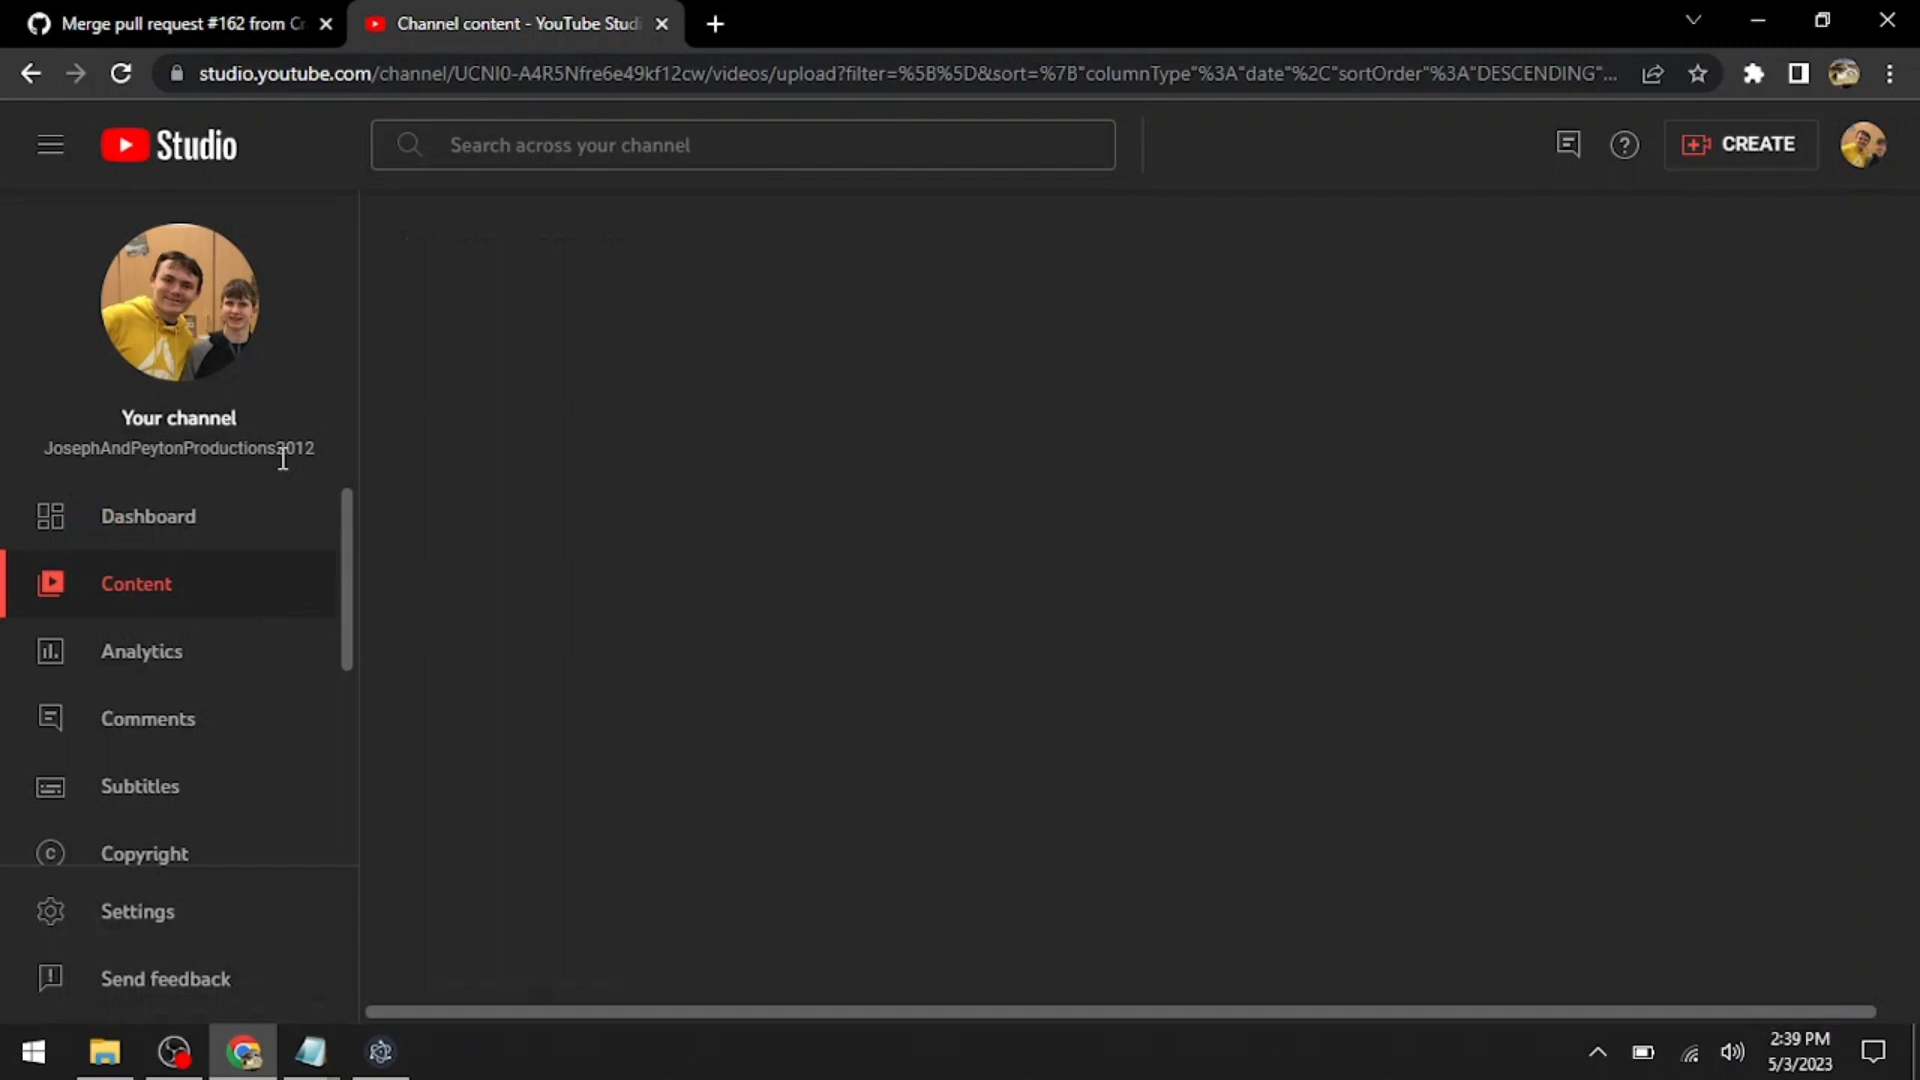 Merge pull request #162 from Cr
Channel content - YouTube Studi
studio.youtube.com/channel/UCNI0-A4R5Nfre6e49kf12cw/videos/upload?filter=%5B%5D&sort=%7B"columnType"%3A"date"%2C"sortOrder"%3A"DESCENDING"...
Studio
Search across your channel
CREATE
Your channel
JosephAndPeytonProductions2012
Dashboard
Content
Analytics
Comments
Subtitles
Copyright
Settings
Send feedback
2:39 PM
5/3/2023